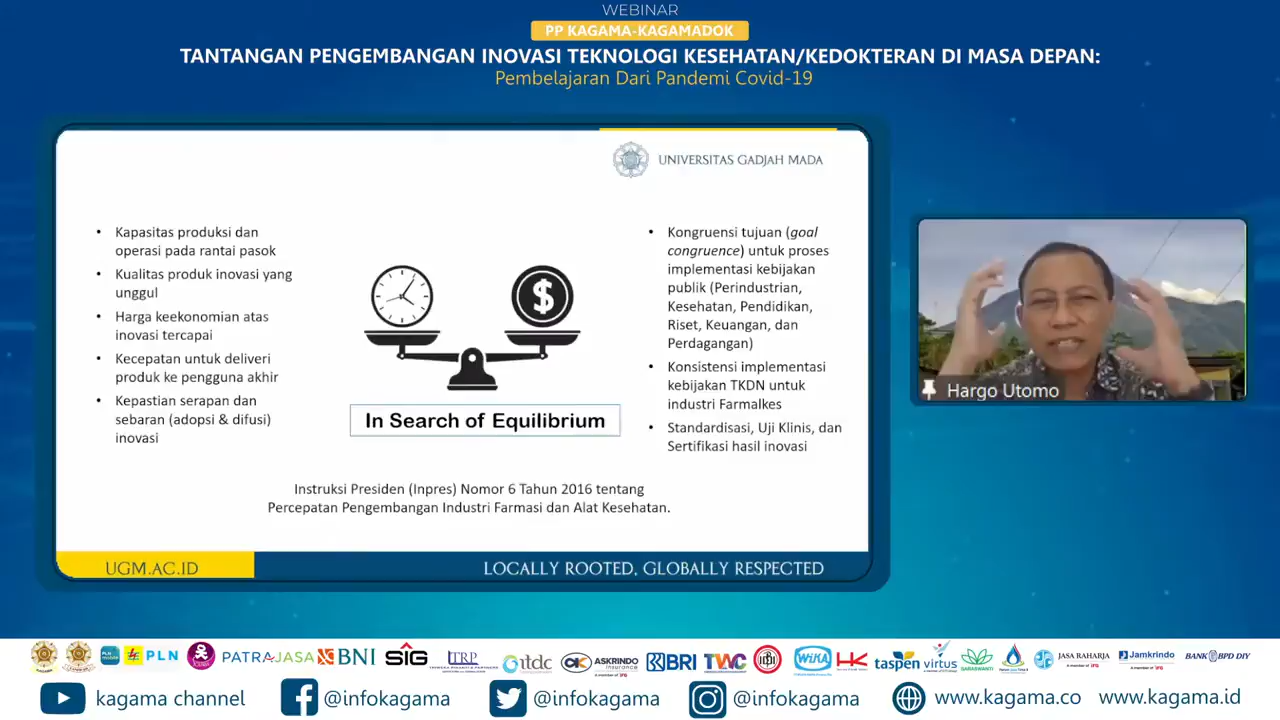 WEBINAR
PP KAGAMA-KAGAMADOK
TANTANGAN PENGEMBANGAN INOVASI TEKNOLOGI KESEHATAN/KEDOKTERAN DI MASA DEPAN:
Pembelajaran Dari Pandemi Covid-19
UNIVERSITAS GADJAH MADA
• Kapasitas produksi dan
operasi pada rantai pasok
• Kualitas produk inovasi yang
unggul
• Harga keekonomian atas
inovasi tercapai
• Kecepatan untuk deliveri
produk ke pengguna akhir
• Kepastian serapan dan
sebaran (adopsi & difusi)
inovasi
$
In Search of Equilibrium
• Kongruensi tujuan (goal
congruence) untuk proses
implementasi kebijakan
publik (Perindustrian,
Kesehatan, Pendidikan,
Riset, Keuangan, dan
Perdagangan)
• Konsistensi implementasi
kebijakan TKDN untuk
industri Farmalkes
• Standardisasi, Uji Klinis, dan
Sertifikasi hasil inovasi
Instruksi Presiden (Inpres) Nomor 6 Tahun 2016 tentang
Percepatan Pengembangan Industri Farmasi dan Alat Kesehatan.
UGM.AC.ID
LOCALLY ROOTED, GLOBALLY RESPECTED
Hargo Utomo
PLN PATRAJASA BNI SIG itdc ASKRINDO insurance BRI TWC WIKA HK taspen virtus SARASWANTI JASA RAHARJA Jamkrindo BANK BPD DIY
kagama channel @infokagama @infokagama @infokagama www.kagama.co www.kagama.id